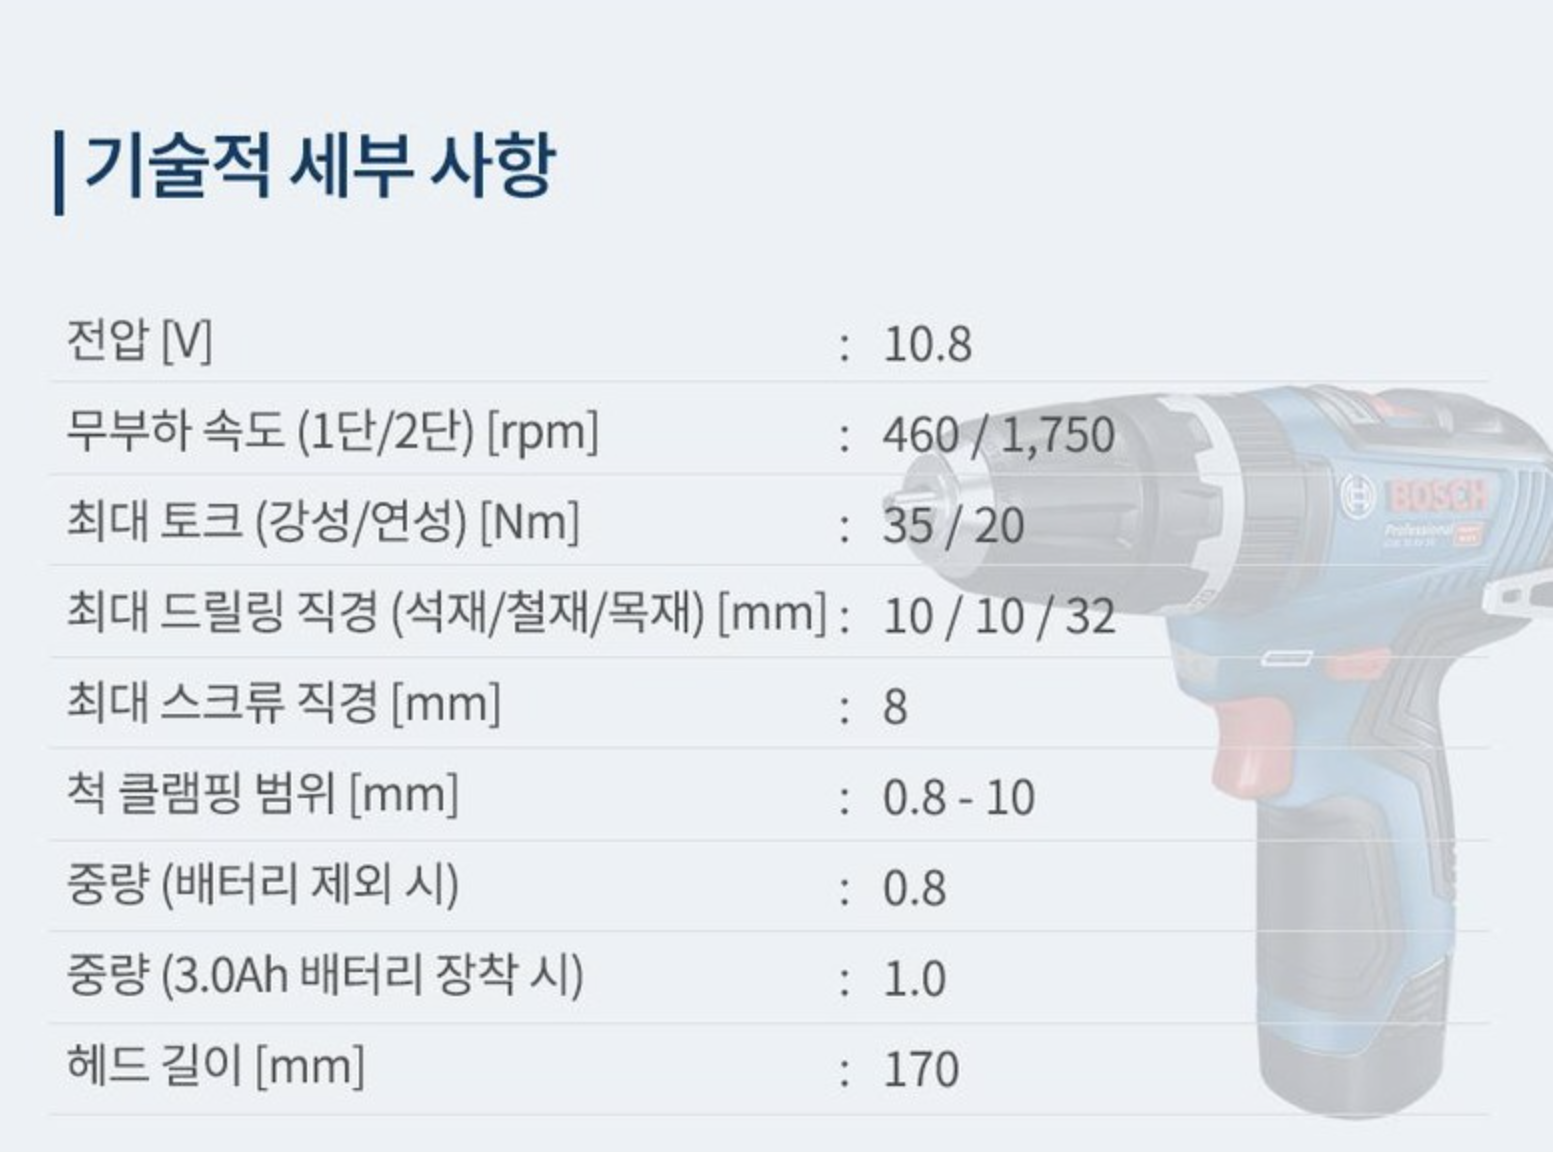 기술적 세부 사항
전압 [V] : 10.8
무부하 속도 (1단/2단) [rpm] : 460 / 1,750
최대 토크 (강성/연성) [Nm] : 35 / 20
최대 드릴링 직경 (석재/철재/목재) [mm] : 10 / 10 / 32
최대 스크류 직경 [mm] : 8
척 클램핑 범위 [mm] : 0.8 - 10
중량 (배터리 제외 시) : 0.8
중량 (3.0Ah 배터리 장착 시) : 1.0
헤드 길이 [mm] : 170
BOSCH
Professional